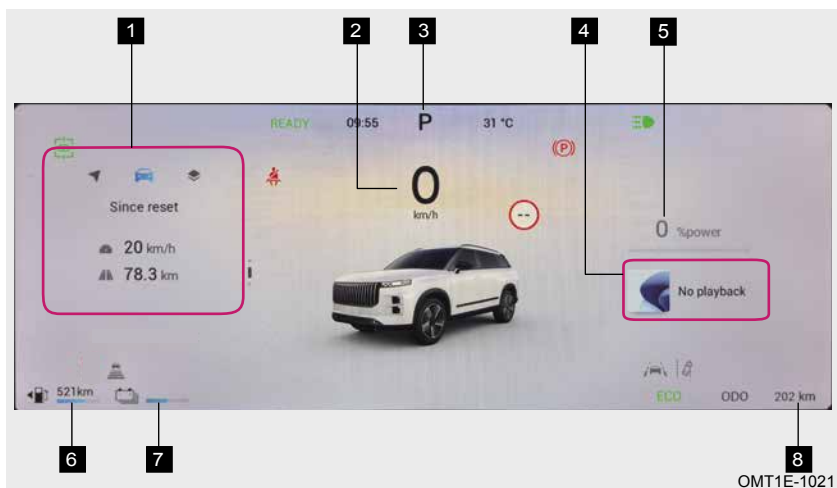 1 2 3 4 5
READY 09:55 P 31 °C
(P)
Since reset
0
km/h
--
20 km/h
78.3 km
0 %power
No playback
521km
ECO ODO 202 km
6 7 8
OMT1E-1021